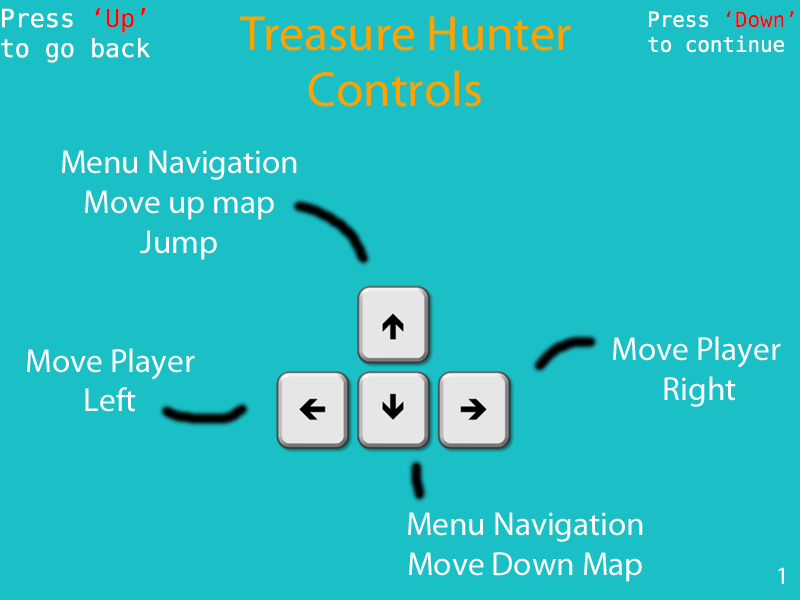 Press ‘Up’
to go back
Treasure Hunter
Controls
Press ‘Down’
to continue
Menu Navigation
Move up map
Jump
Move Player
Left
Move Player
Right
Menu Navigation
Move Down Map
1